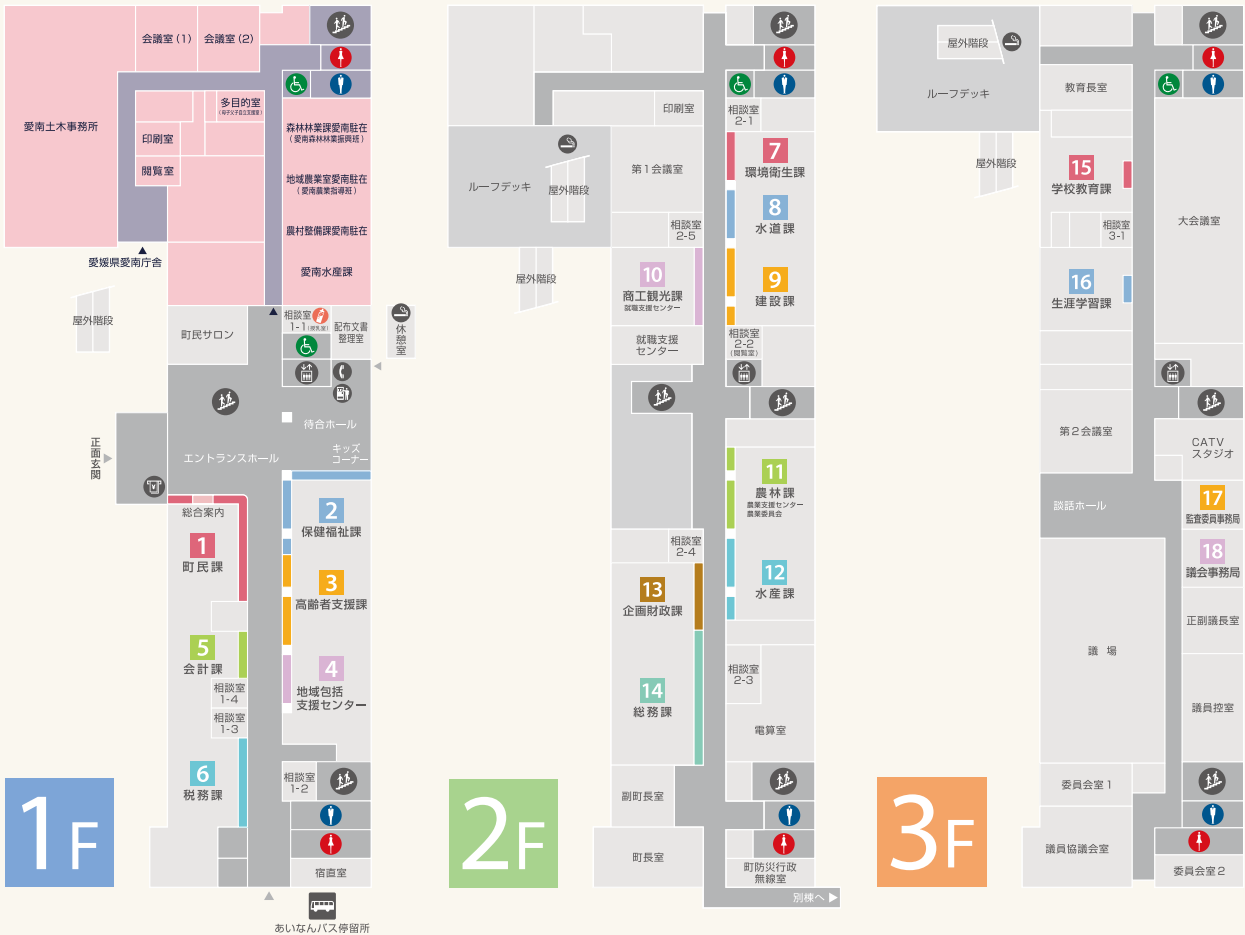 会議室(1)
会議室(2)
愛南土木事務所
多目的室
印刷室
閲覧室
森林林業課愛南駐在
(愛南森林林業振興班)
地域農業室愛南駐在
(愛南農業指導班)
農村整備課愛南駐在
愛南水産課
愛媛県愛南庁舎
屋外階段
町民サロン
相談室
1-1
(授乳室)
配布文書
整理室
休憩室
待合ホール
キッズ
コーナー
エントランスホール
正面玄関
総合案内
1
町民課
2
保健福祉課
3
高齢者支援課
4
地域包括
支援センター
5
会計課
相談室
1-4
相談室
1-3
6
税務課
相談室
1-2
宿直室
あいなんバス停留所
1F
印刷室
相談室
2-1
ルーフデッキ
屋外階段
第1会議室
7
環境衛生課
8
水道課
相談室
2-5
屋外階段
10
商工観光課
就職支援センター
9
建設課
就職支援
センター
相談室
2-2
(閲覧室)
11
農林課
農業支援センター
農業委員会
相談室
2-4
12
水産課
13
企画財政課
14
総務課
相談室
2-3
電算室
副町長室
町長室
町防災行政
無線室
別棟へ
2F
屋外階段
ルーフデッキ
教育長室
屋外階段
15
学校教育課
相談室
3-1
大会議室
16
生涯学習課
第2会議室
CATV
スタジオ
談話ホール
17
監査委員事務局
18
議会事務局
正副議長室
議場
議員控室
委員会室1
議員協議会室
委員会室2
3F